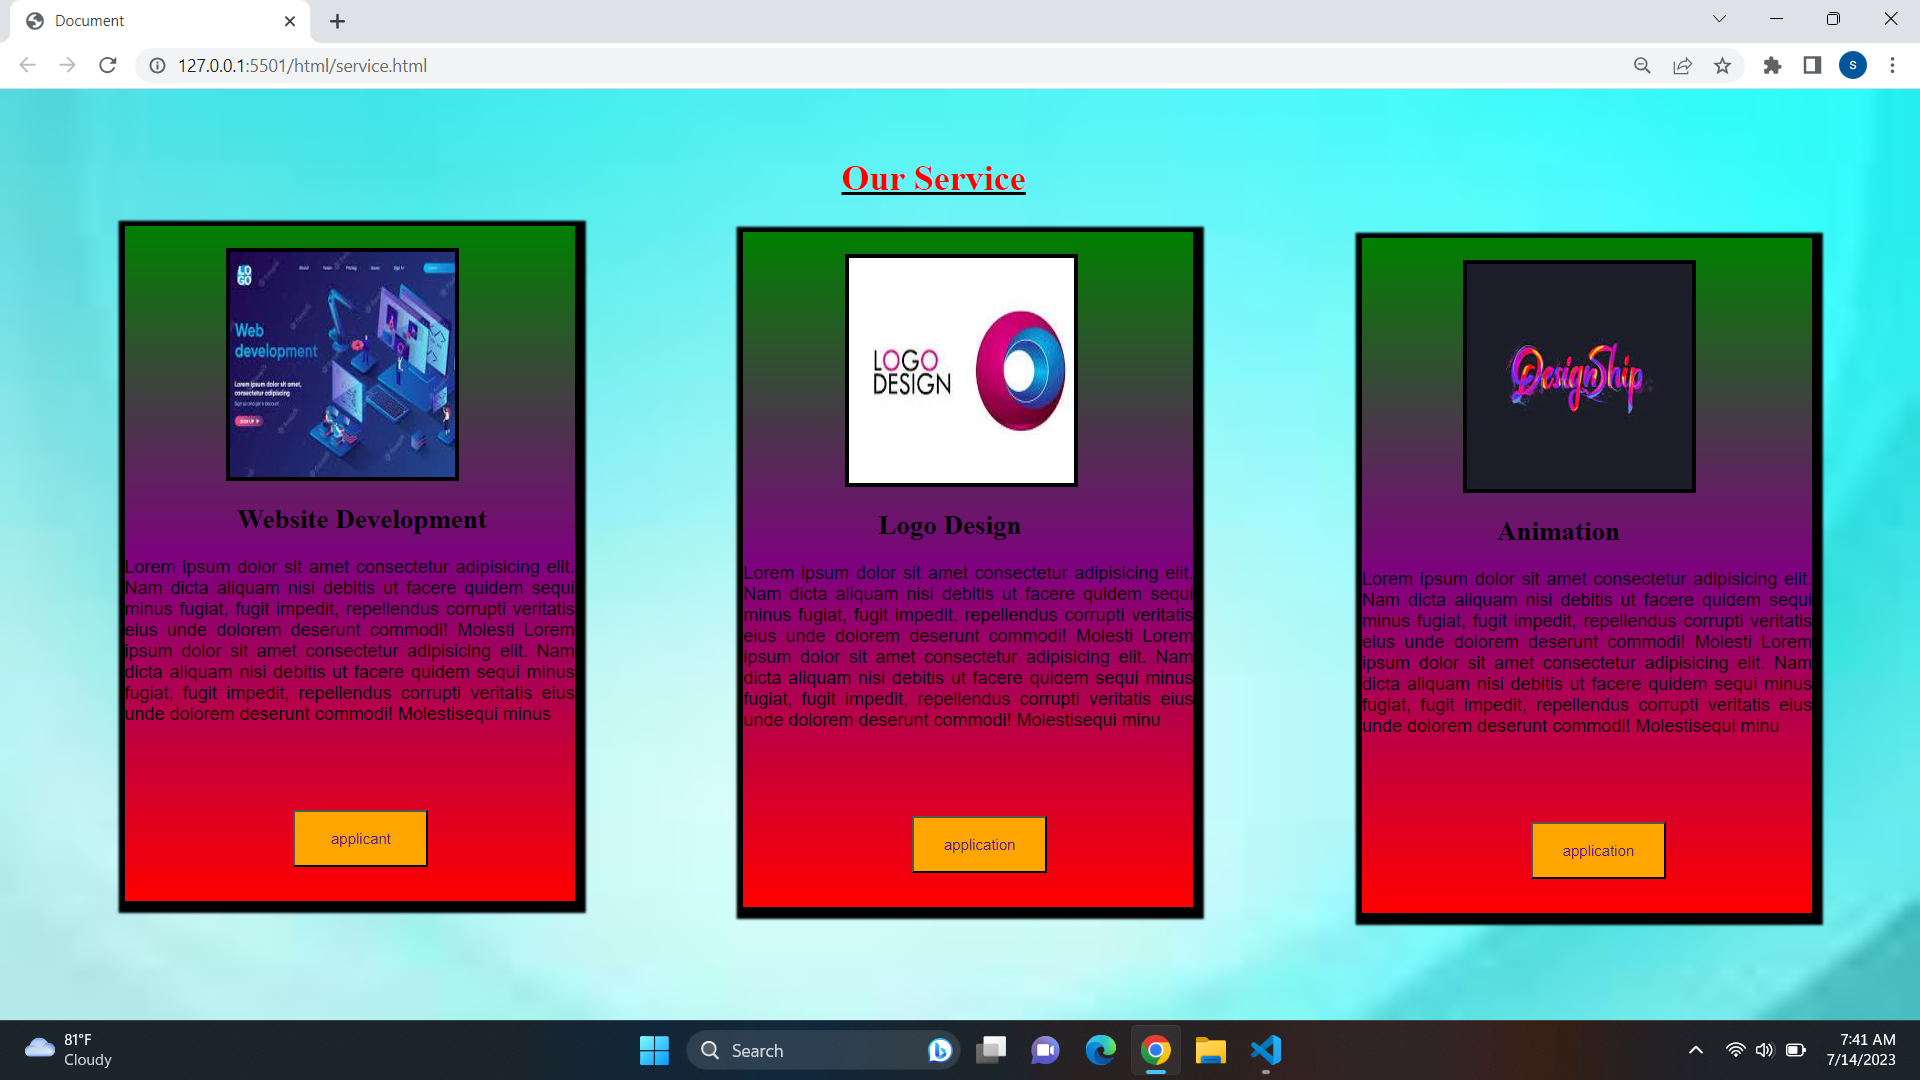 Document
127.0.0.1:5501/html/service.html
S
Our Service
LO
GO
Web
development
Lorem ipsum dolor sit amet,
consectetur adipiscing
SIGN UP
Website Development
Lorem ipsum dolor sit amet consectetur adipisicing elit.
Nam dicta aliquam nisi debitis ut facere quidem sequi
minus fugiat, fugit impedit, repellendus corrupti veritatis
eius unde dolorem deserunt commodi! Molesti Lorem
ipsum dolor sit amet consectetur adipisicing elit. Nam
dicta aliquam nisi debitis ut facere quidem sequi minus
fugiat, fugit impedit, repellendus corrupti veritatis eius
unde dolorem deserunt commodi! Molestisequi minus
applicant
LOGO
DESIGN
Logo Design
Lorem ipsum dolor sit amet consectetur adipisicing elit.
Nam dicta aliquam nisi debitis ut facere quidem sequi
minus fugiat, fugit impedit, repellendus corrupti veritatis
eius unde dolorem deserunt commodi! Molesti Lorem
ipsum dolor sit amet consectetur adipisicing elit. Nam
dicta aliquam nisi debitis ut facere quidem sequi minus
fugiat, fugit impedit, repellendus corrupti veritatis eius
unde dolorem deserunt commodi! Molestisequi minu
application
DesignShip
Animation
Lorem ipsum dolor sit amet consectetur adipisicing elit.
Nam dicta aliquam nisi debitis ut facere quidem sequi
minus fugiat, fugit impedit, repellendus corrupti veritatis
eius unde dolorem deserunt commodi! Molesti Lorem
ipsum dolor sit amet consectetur adipisicing elit. Nam
dicta aliquam nisi debitis ut facere quidem sequi minus
fugiat, fugit impedit, repellendus corrupti veritatis eius
unde dolorem deserunt commodi! Molestisequi minu
application
81°F
Cloudy
Search
7:41 AM
7/14/2023